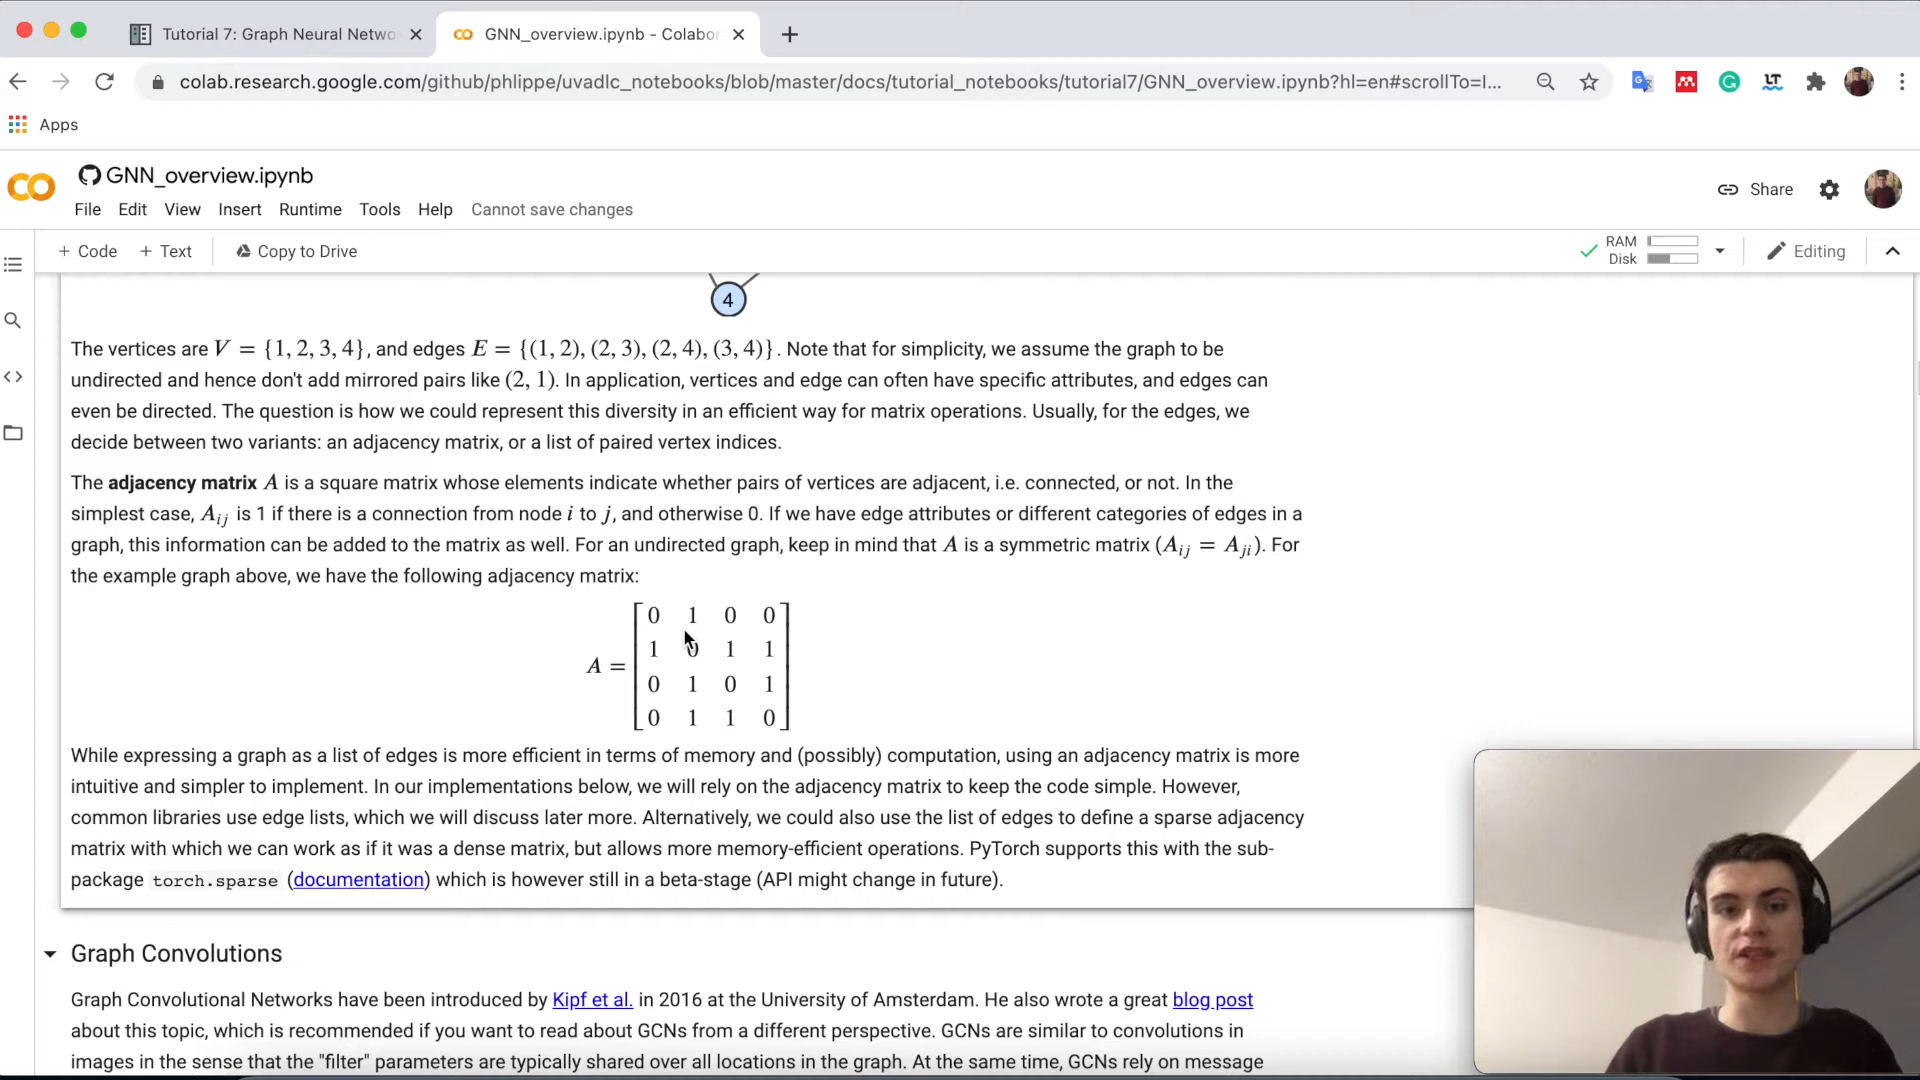 Tutorial 7: Graph Neural Netwo
GNN_overview.ipynb - Colabor
colab.research.google.com/github/phlippe/uvadlc_notebooks/blob/master/docs/tutorial_notebooks/tutorial7/GNN_overview.ipynb?hl=en#scrollTo=I...
Apps
GNN_overview.ipynb
Share
File Edit View Insert Runtime Tools Help Cannot save changes
+ Code + Text Copy to Drive
RAM
Disk
Editing
4
The vertices are V = {1, 2, 3, 4}, and edges E = {(1, 2), (2, 3), (2, 4), (3, 4)}. Note that for simplicity, we assume the graph to be
undirected and hence don't add mirrored pairs like (2, 1). In application, vertices and edge can often have specific attributes, and edges can
even be directed. The question is how we could represent this diversity in an efficient way for matrix operations. Usually, for the edges, we
decide between two variants: an adjacency matrix, or a list of paired vertex indices.
The adjacency matrix A is a square matrix whose elements indicate whether pairs of vertices are adjacent, i.e. connected, or not. In the
simplest case, A_ij is 1 if there is a connection from node i to j, and otherwise 0. If we have edge attributes or different categories of edges in a
graph, this information can be added to the matrix as well. For an undirected graph, keep in mind that A is a symmetric matrix (A_ij = A_ji). For
the example graph above, we have the following adjacency matrix:
0 1 0 0
1 0 1 1
A =
0 1 0 1
0 1 1 0
While expressing a graph as a list of edges is more efficient in terms of memory and (possibly) computation, using an adjacency matrix is more
intuitive and simpler to implement. In our implementations below, we will rely on the adjacency matrix to keep the code simple. However,
common libraries use edge lists, which we will discuss later more. Alternatively, we could also use the list of edges to define a sparse adjacency
matrix with which we can work as if it was a dense matrix, but allows more memory-efficient operations. PyTorch supports this with the sub-
package torch.sparse (documentation) which is however still in a beta-stage (API might change in future).
Graph Convolutions
Graph Convolutional Networks have been introduced by Kipf et al. in 2016 at the University of Amsterdam. He also wrote a great blog post
about this topic, which is recommended if you want to read about GCNs from a different perspective. GCNs are similar to convolutions in
images in the sense that the "filter" parameters are typically shared over all locations in the graph. At the same time, GCNs rely on message